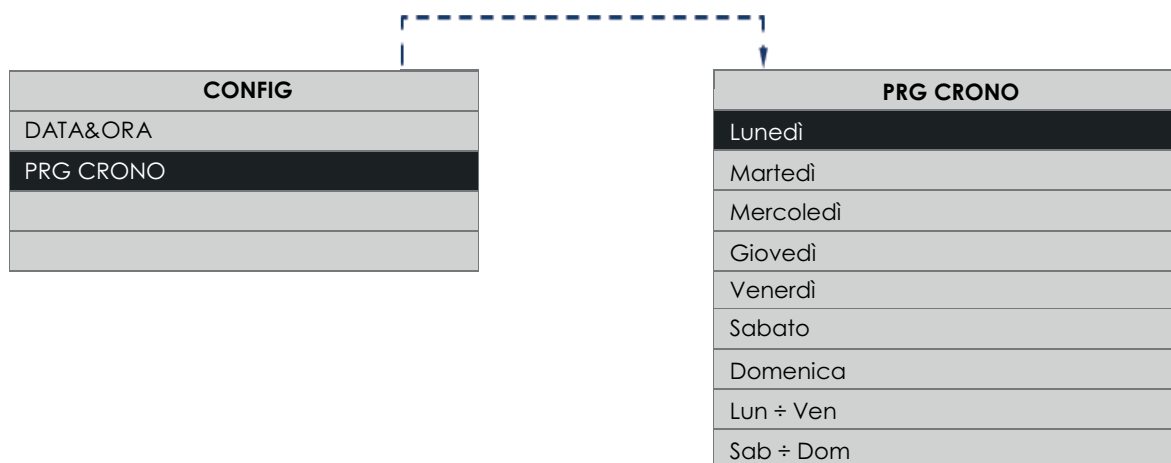 CONFIG
DATA&ORA
PRG CRONO
PRG CRONO
Lunedì
Martedì
Mercoledì
Giovedì
Venerdì
Sabato
Domenica
Lun ÷ Ven
Sab ÷ Dom